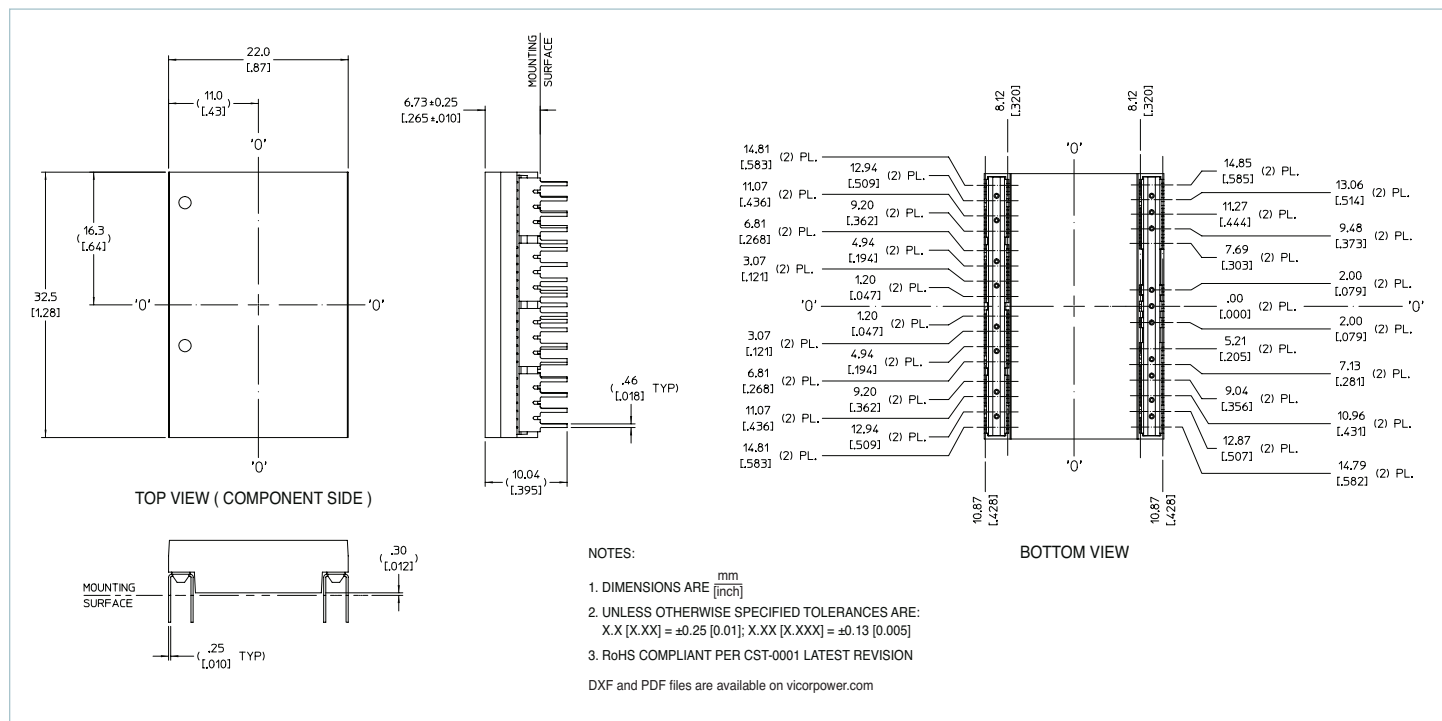 22.0
[.87]
( 11.0 )
[.43]
'0'
16.3
( [.64] )
32.5
[1.28]
'0'
'0'
'0'
TOP VIEW ( COMPONENT SIDE )
MOUNTING
SURFACE
6.73 ±0.25
[.265 ±.010]
( .46 TYP)
[.018]
( 10.04 )
[.395]
MOUNTING
SURFACE
( .30 )
[.012]
( .25 TYP)
[.010]
8.12
[.320]
8.12
[.320]
'0'
14.81
[.583] (2) PL.
12.94
[.509] (2) PL.
11.07
[.436] (2) PL.
9.20
[.362] (2) PL.
6.81
[.268] (2) PL.
4.94
[.194] (2) PL.
3.07
[.121] (2) PL.
1.20
[.047] (2) PL.
'0'
1.20
[.047] (2) PL.
3.07
[.121] (2) PL.
4.94
[.194] (2) PL.
6.81
[.268] (2) PL.
9.20
[.362] (2) PL.
11.07
[.436] (2) PL.
12.94
[.509] (2) PL.
14.81
[.583] (2) PL.
14.85
[.585] (2) PL.
13.06
[.514] (2) PL.
11.27
[.444] (2) PL.
9.48
[.373] (2) PL.
7.69
[.303] (2) PL.
2.00
[.079] (2) PL.
.00
[.000] (2) PL.
'0'
2.00
[.079] (2) PL.
5.21
[.205] (2) PL.
7.13
[.281] (2) PL.
9.04
[.356] (2) PL.
10.96
[.431] (2) PL.
12.87
[.507] (2) PL.
14.79
[.582] (2) PL.
'0'
10.87
[.428]
10.87
[.428]
BOTTOM VIEW
NOTES:
1. DIMENSIONS ARE mm
[inch]
2. UNLESS OTHERWISE SPECIFIED TOLERANCES ARE:
X.X [X.XX] = ±0.25 [0.01]; X.XX [X.XXX] = ±0.13 [0.005]
3. RoHS COMPLIANT PER CST-0001 LATEST REVISION
DXF and PDF files are available on vicorpower.com